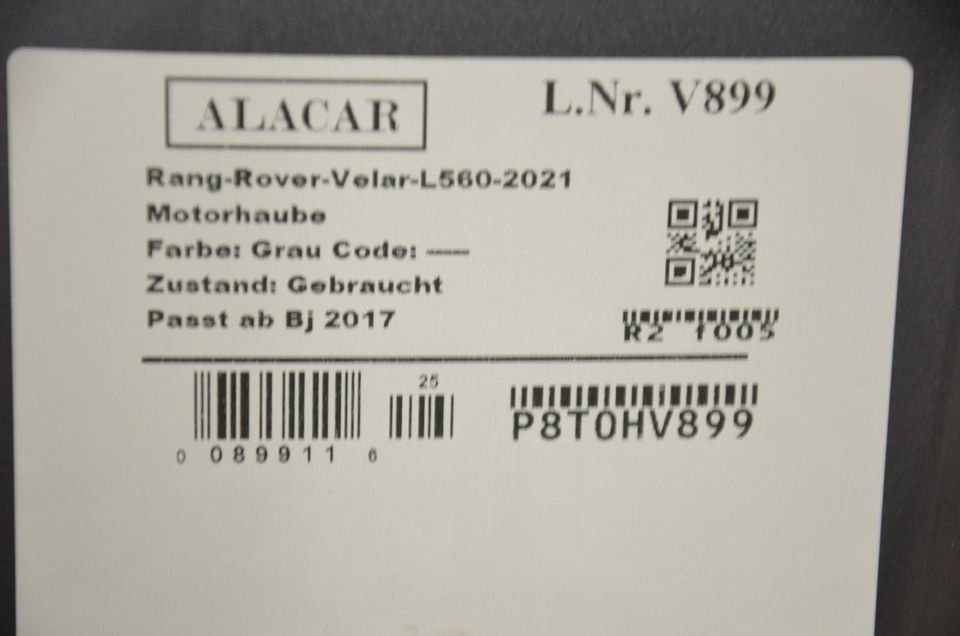 ALACAR
L.Nr. V899
Rang-Rover-Velar-L560-2021
Motorhaube
Farbe: Grau Code: -----
Zustand: Gebraucht
Passt ab Bj 2017
R2 f005
25
0 089911 6
P8T0HV899